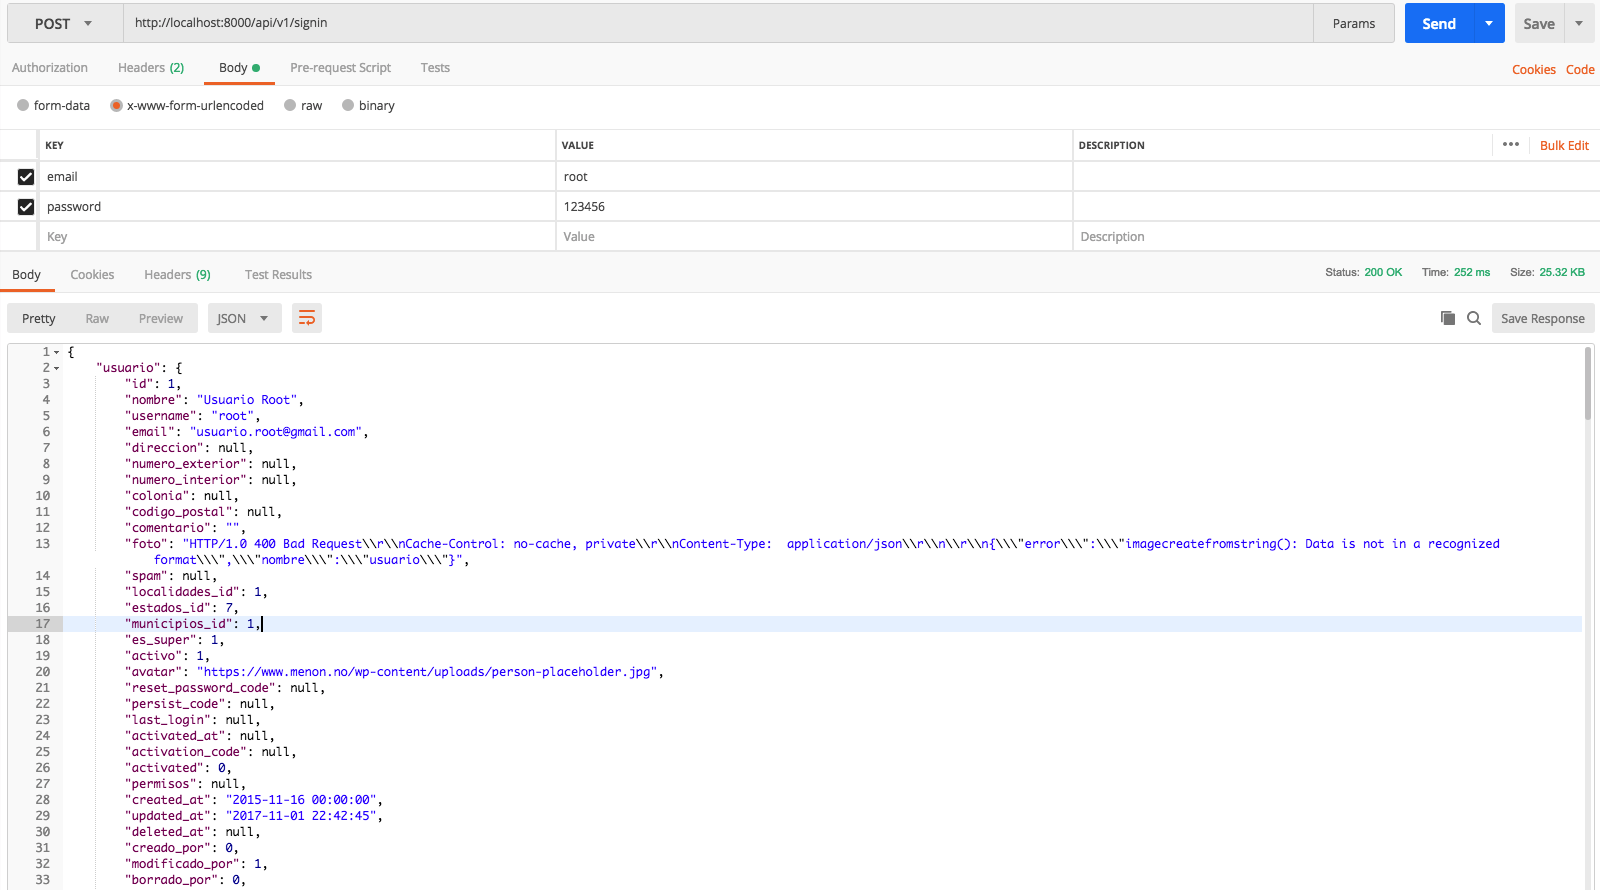 POST http://localhost:8000/api/v1/signin Params Send Save
Authorization Headers (2) Body Pre-request Script Tests Cookies Code
form-data x-www-form-urlencoded raw binary
KEY VALUE DESCRIPTION ••• Bulk Edit
email root
password 123456
Key Value Description
Body Cookies Headers (9) Test Results Status: 200 OK Time: 252 ms Size: 25.32 KB
Pretty Raw Preview JSON Save Response
1 {
2 "usuario": {
3 "id": 1,
4 "nombre": "Usuario Root",
5 "username": "root",
6 "email": "usuario.root@gmail.com",
7 "direccion": null,
8 "numero_exterior": null,
9 "numero_interior": null,
10 "colonia": null,
11 "codigo_postal": null,
12 "comentario": "",
13 "foto": "HTTP/1.0 400 Bad Request\\r\\nCache-Control: no-cache, private\\r\\nContent-Type:  application/json\\r\\n\\r\\n{\\\"error\\\":\\\"imagecreatefromstring(): Data is not in a recognized
format\\\",\\\"nombre\\\":\\\"usuario\\\"}",
14 "spam": null,
15 "localidades_id": 1,
16 "estados_id": 7,
17 "municipios_id": 1,
18 "es_super": 1,
19 "activo": 1,
20 "avatar": "https://www.menon.no/wp-content/uploads/person-placeholder.jpg",
21 "reset_password_code": null,
22 "persist_code": null,
23 "last_login": null,
24 "activated_at": null,
25 "activation_code": null,
26 "activated": 0,
27 "permisos": null,
28 "created_at": "2015-11-16 00:00:00",
29 "updated_at": "2017-11-01 22:42:45",
30 "deleted_at": null,
31 "creado_por": 0,
32 "modificado_por": 1,
33 "borrado_por": 0,